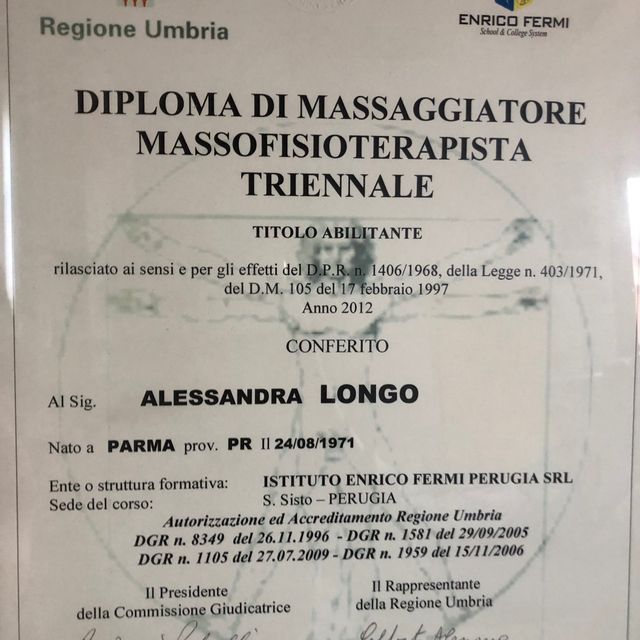 Regione Umbria
ENRICO FERMI
School & College System
DIPLOMA DI MASSAGGIATORE
MASSOFISIOTERAPISTA
TRIENNALE
TITOLO ABILITANTE
rilasciato ai sensi e per gli effetti del D.P.R. n. 1406/1968, della Legge n. 403/1971,
del D.M. 105 del 17 febbraio 1997
Anno 2012
CONFERITO
Al Sig. ALESSANDRA LONGO
Nato a PARMA prov. PR Il 24/08/1971
Ente o struttura formativa: ISTITUTO ENRICO FERMI PERUGIA SRL
Sede del corso: S. Sisto – PERUGIA
Autorizzazione ed Accreditamento Regione Umbria
DGR n. 8349 del 26.11.1996 - DGR n. 1581 del 29/09/2005
DGR n. 1105 del 27.07.2009 - DGR n. 1959 del 15/11/2006
Il Presidente
della Commissione Giudicatrice
Il Rappresentante
della Regione Umbria